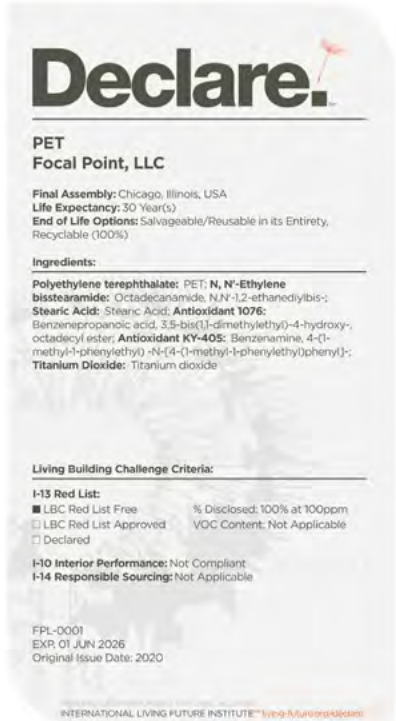 Declare.
PET
Focal Point, LLC
Final Assembly: Chicago, Illinois, USA
Life Expectancy: 30 Year(s)
End of Life Options: Salvageable/Reusable in its Entirety,
Recyclable (100%)
Ingredients:
Polyethylene terephthalate: PET; N, N'-Ethylene
bisstearamide: Octadecanamide, N,N'-1,2-ethanediylbis-;
Stearic Acid: Stearic Acid; Antioxidant 1076:
Benzenepropanoic acid, 3,5-bis(1,1-dimethylethyl)-4-hydroxy-,
octadecyl ester; Antioxidant KY-405: Benzenamine, 4-(1-
methyl-1-phenylethyl) -N-[4-(1-methyl-1-phenylethyl)phenyl]-;
Titanium Dioxide: Titanium dioxide
Living Building Challenge Criteria:
I-13 Red List:
LBC Red List Free % Disclosed: 100% at 100ppm
LBC Red List Approved VOC Content: Not Applicable
Declared
I-10 Interior Performance: Not Compliant
I-14 Responsible Sourcing: Not Applicable
FPL-0001
EXP. 01 JUN 2026
Original Issue Date: 2020
INTERNATIONAL LIVING FUTURE INSTITUTE™ living-future.org/declare